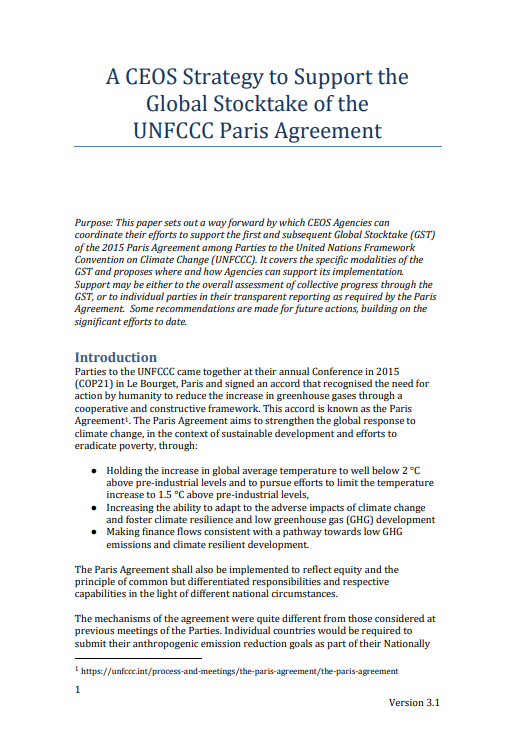 A CEOS Strategy to Support the
Global Stocktake of the
UNFCCC Paris Agreement
Purpose: This paper sets out a way forward by which CEOS Agencies can
coordinate their efforts to support the first and subsequent Global Stocktake (GST)
of the 2015 Paris Agreement among Parties to the United Nations Framework
Convention on Climate Change (UNFCCC). It covers the specific modalities of the
GST and proposes where and how Agencies can support its implementation.
Support may be either to the overall assessment of collective progress through the
GST, or to individual parties in their transparent reporting as required by the Paris
Agreement. Some recommendations are made for future actions, building on the
significant efforts to date.
Introduction
Parties to the UNFCCC came together at their annual Conference in 2015
(COP21) in Le Bourget, Paris and signed an accord that recognised the need for
action by humanity to reduce the increase in greenhouse gases through a
cooperative and constructive framework. This accord is known as the Paris
Agreement¹. The Paris Agreement aims to strengthen the global response to
climate change, in the context of sustainable development and efforts to
eradicate poverty, through:
● Holding the increase in global average temperature to well below 2 °C
above pre-industrial levels and to pursue efforts to limit the temperature
increase to 1.5 °C above pre-industrial levels,
● Increasing the ability to adapt to the adverse impacts of climate change
and foster climate resilience and low greenhouse gas (GHG) development
● Making finance flows consistent with a pathway towards low GHG
emissions and climate resilient development.
The Paris Agreement shall also be implemented to reflect equity and the
principle of common but differentiated responsibilities and respective
capabilities in the light of different national circumstances.
The mechanisms of the agreement were quite different from those considered at
previous meetings of the Parties. Individual countries would be required to
submit their anthropogenic emission reduction goals as part of their Nationally
¹ https://unfccc.int/process-and-meetings/the-paris-agreement/the-paris-agreement
1
Version 3.1